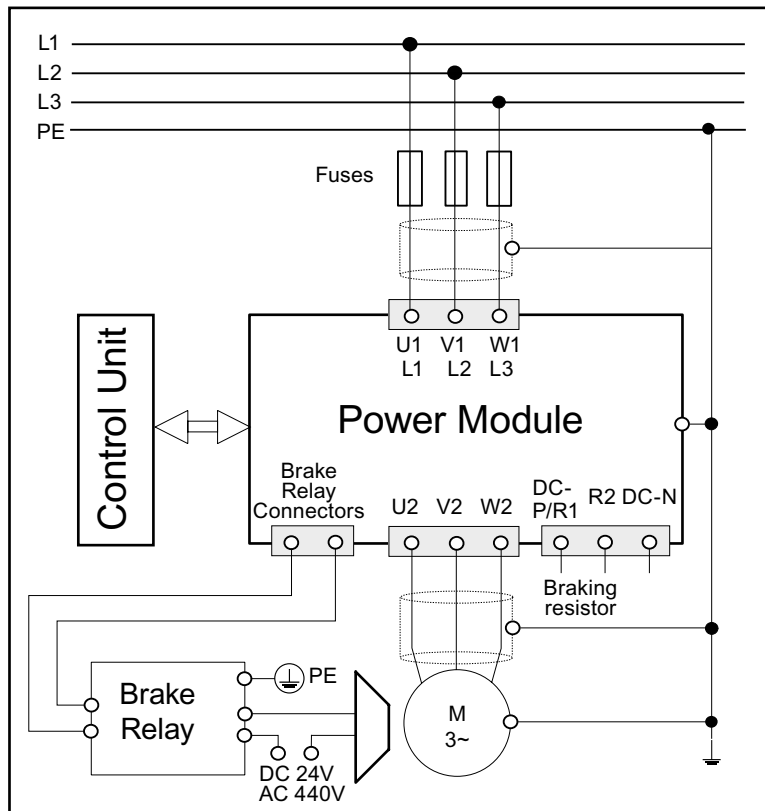 L1
L2
L3
PE
Fuses
U1 V1 W1
L1 L2 L3
Control Unit
Power Module
Brake
Relay
Connectors
U2 V2 W2
DC-
P/R1
R2 DC-N
Braking
resistor
Brake
Relay
PE
M
3~
DC 24V
AC 440V